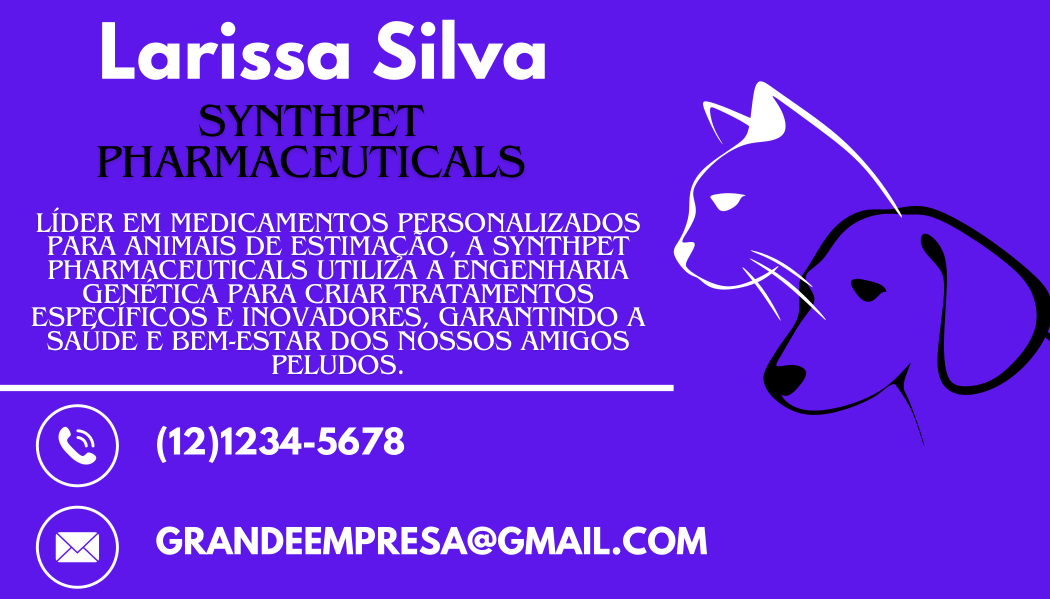 Larissa Silva
SYNTHPET
PHARMACEUTICALS
LÍDER EM MEDICAMENTOS PERSONALIZADOS
PARA ANIMAIS DE ESTIMAÇÃO, A SYNTHPET
PHARMACEUTICALS UTILIZA A ENGENHARIA
GENÉTICA PARA CRIAR TRATAMENTOS
ESPECÍFICOS E INOVADORES, GARANTINDO A
SAÚDE E BEM-ESTAR DOS NOSSOS AMIGOS
PELUDOS.
(12)1234-5678
GRANDEEMPRESA@GMAIL.COM